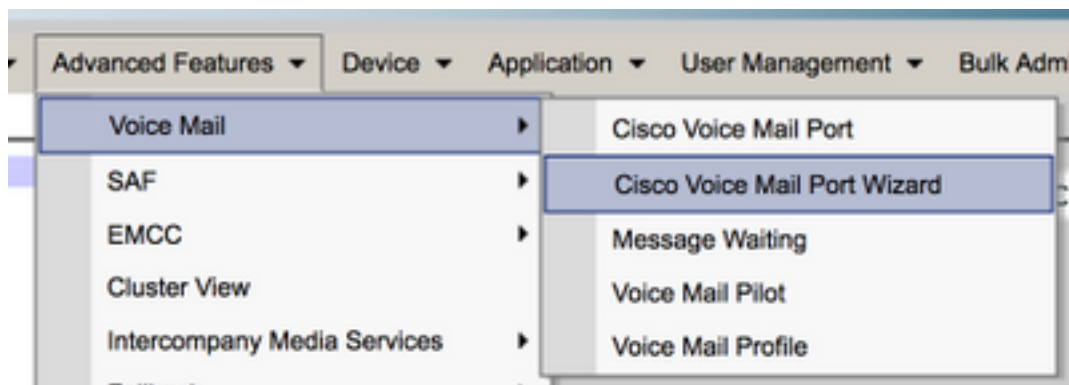 Advanced Features Device Application User Management Bulk Adm
Voice Mail
SAF
EMCC
Cluster View
Intercompany Media Services
Cisco Voice Mail Port
Cisco Voice Mail Port Wizard
Message Waiting
Voice Mail Pilot
Voice Mail Profile